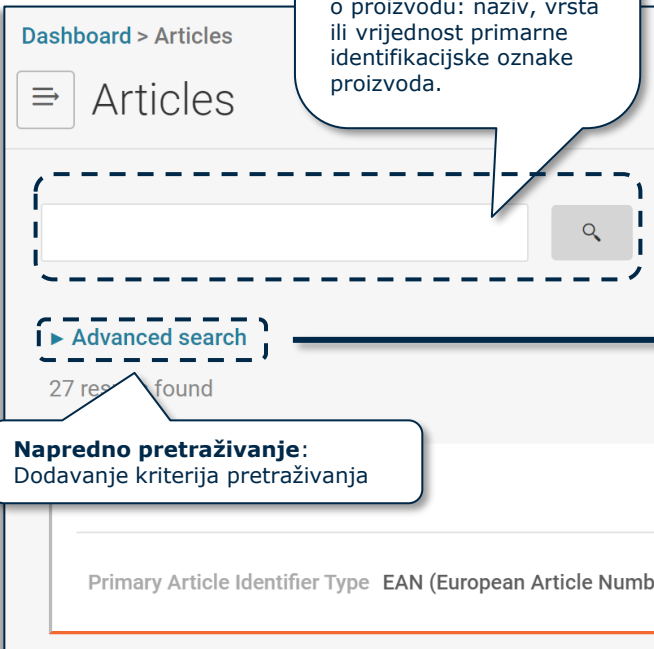 o proizvodu: naziv, vrsta
ili vrijednost primarne
identifikacijske oznake
proizvoda.
Dashboard > Articles
Articles
► Advanced search
27 found
Napredno pretraživanje:
Dodavanje kriterija pretraživanja
Primary Article Identifier Type EAN (European Article Numb